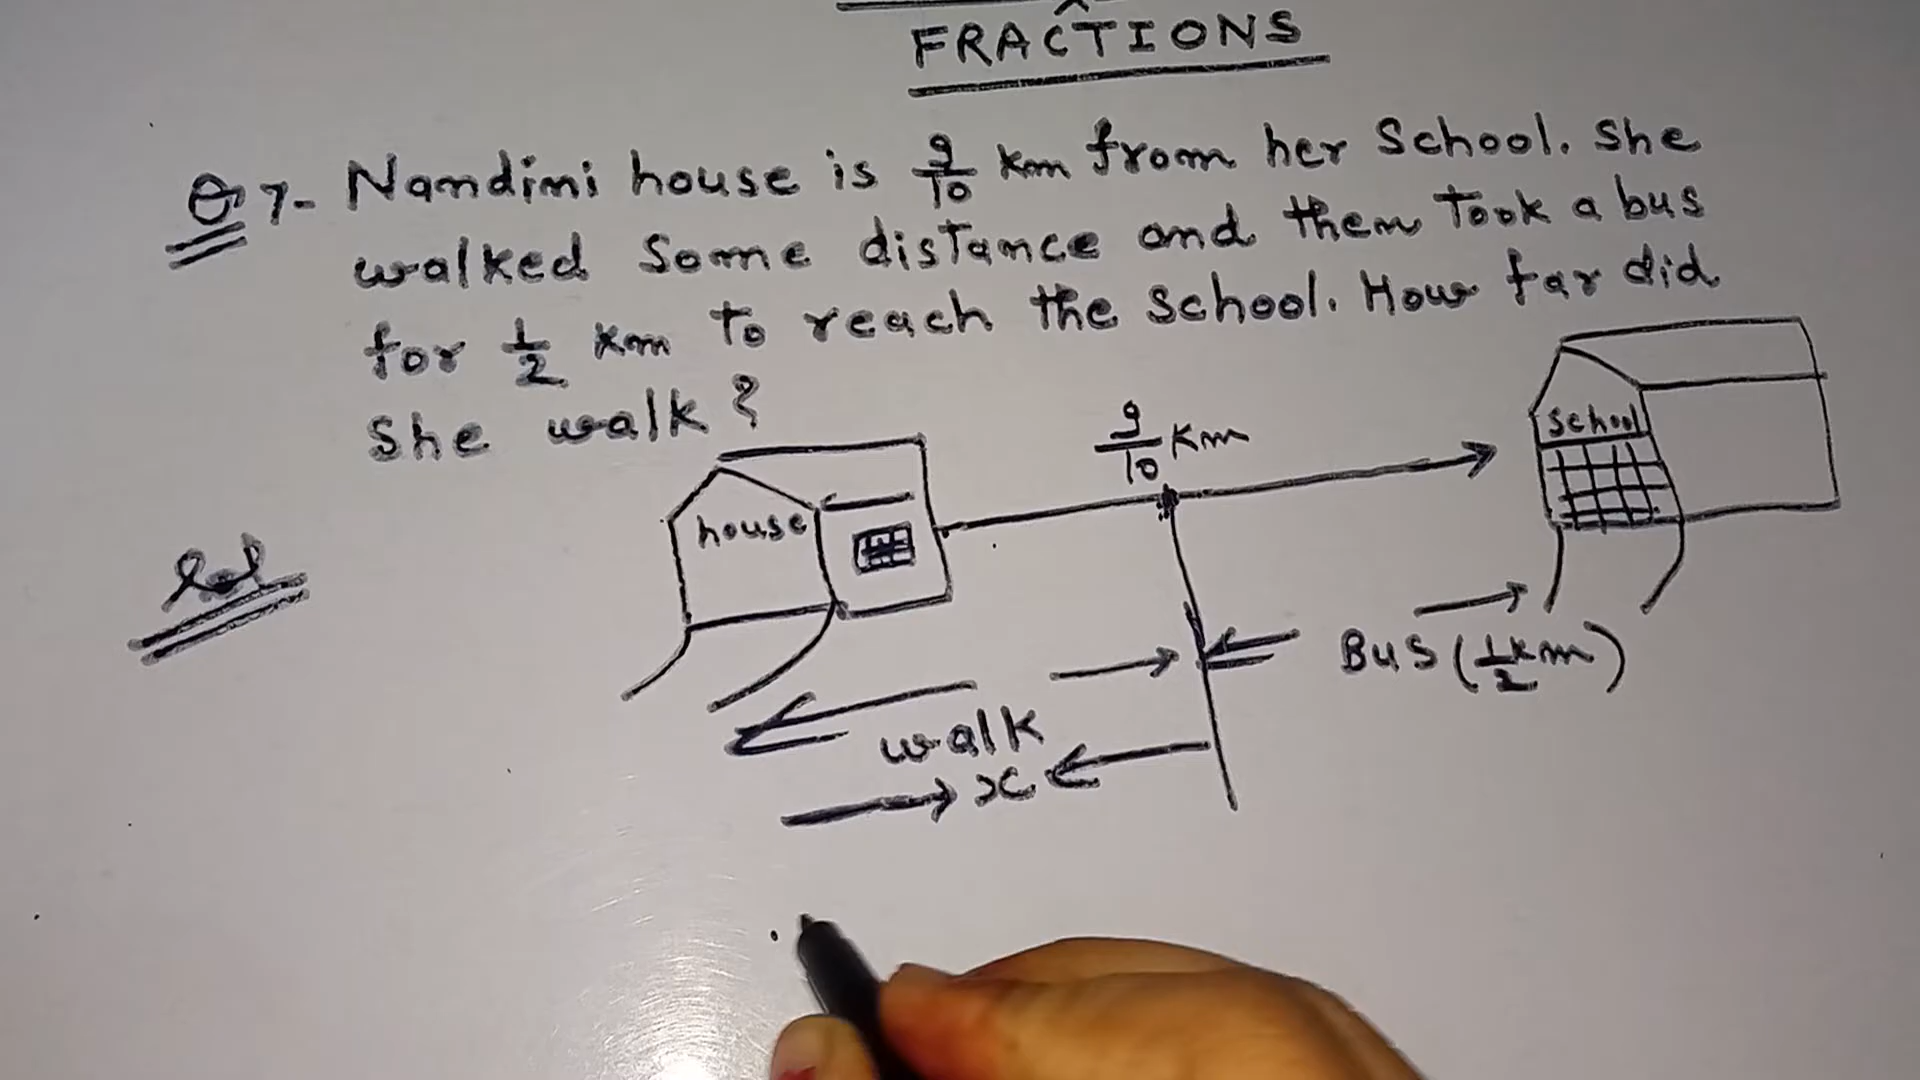 FRACTIONS
Q 7- Nandini house is 9/10 km from her School. She
walked some distance and then took a bus
for 1/2 km to reach the school. How far did
she walk?
9/10 km
School
house
Sol
Bus (1/2 km)
walk
x